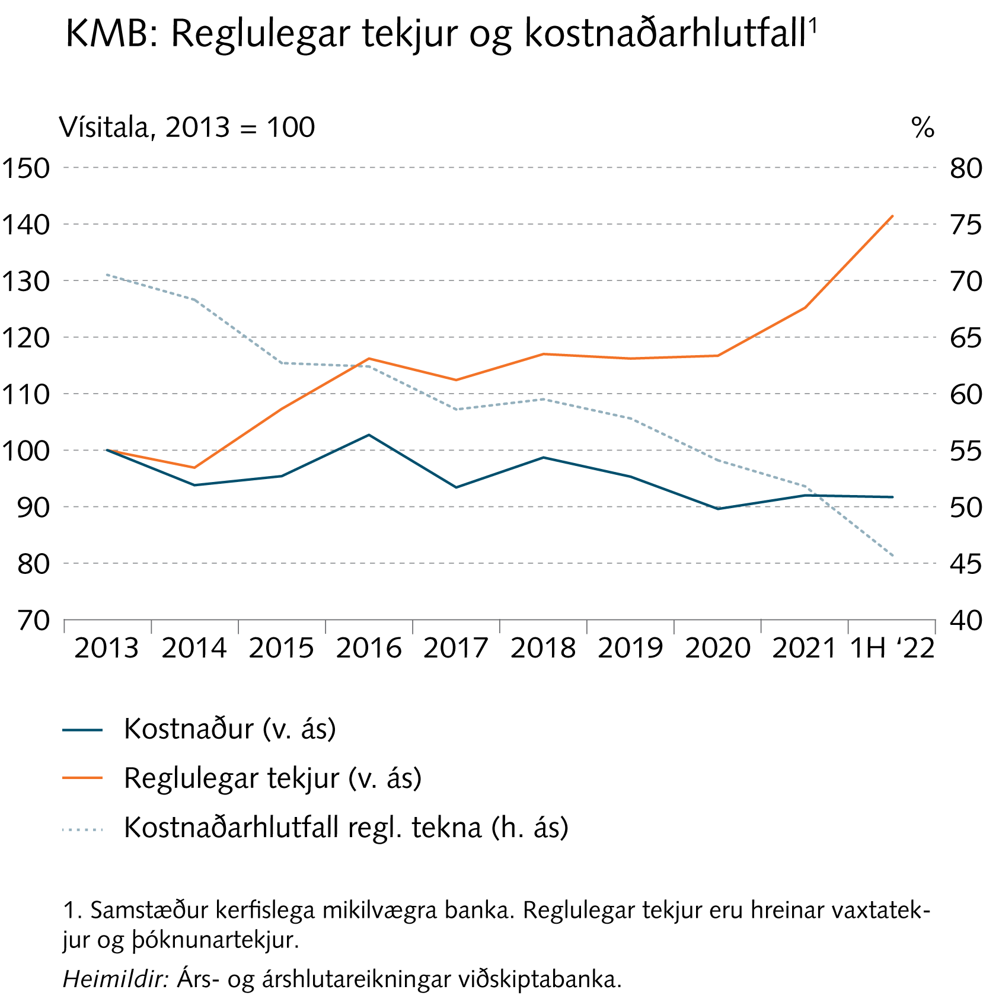 KMB: Reglulegar tekjur og kostnaðarhlutfall¹
Vísitala, 2013 = 100
%
150
80
140
75
130
70
120
65
110
60
100
55
90
50
80
45
70
40
2013 2014 2015 2016 2017 2018 2019 2020 2021 1H ‘22
Kostnaður (v. ás)
Reglulegar tekjur (v. ás)
Kostnaðarhlutfall regl. tekna (h. ás)
1. Samstæður kerfislega mikilvægra banka. Reglulegar tekjur eru hreinar vaxtatek-
jur og þóknunartekjur.
Heimildir: Árs- og árshlutareikningar viðskiptabanka.